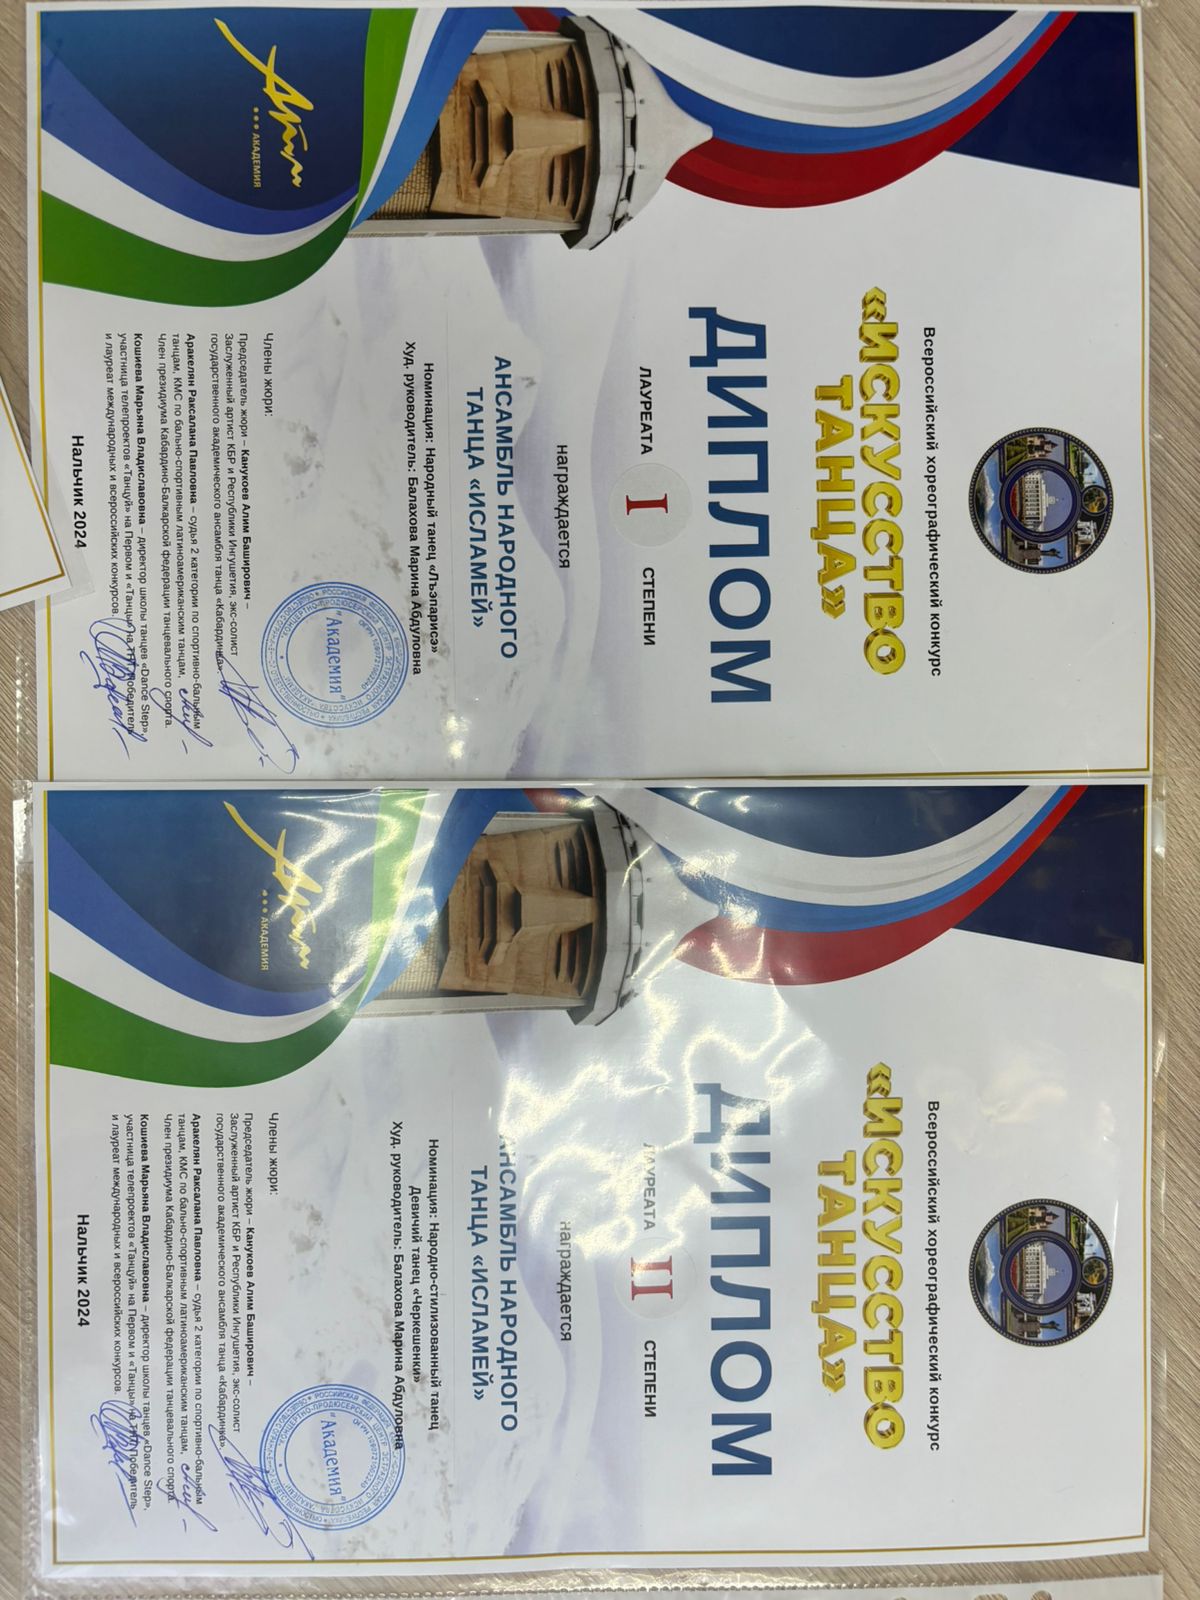 Всероссийский хореографический конкурс
«ИСКУССТВО
ТАНЦА»
ДИПЛОМ
ЛАУРЕАТА I СТЕПЕНИ
награждается
АНСАМБЛЬ НАРОДНОГО
ТАНЦА «ИСЛАМЕЙ»
Номинация: Народный танец «Лъэпарисэ»
Худ. руководитель: Балахова Марина Абдуловна
Члены жюри:
Председатель жюри – Канукоев Алим Баширович –
Заслуженный артист КБР и Республики Ингушетия, экс-солист
государственного академического ансамбля танца «Кабардинка».
Аракелян Раксалана Павловна – судья 2 категории по спортивно-бальным
танцам, КМС по бально-спортивным латиноамериканским танцам,
Член президиума Кабардино-Балкарской федерации танцевального спорта.
Кошиева Марьяна Владиславовна – директор школы танцев «Dance Step»,
участница телепроектов «Танцуй» на Первом и «Танцы» на ТНТ, Победитель
и лауреат международных и всероссийских конкурсов.
Нальчик 2024
Арт
АКАДЕМИЯ
"Академия"
Всероссийский хореографический конкурс
«ИСКУССТВО
ТАНЦА»
ДИПЛОМ
ЛАУРЕАТА II СТЕПЕНИ
награждается
АНСАМБЛЬ НАРОДНОГО
ТАНЦА «ИСЛАМЕЙ»
Номинация: Народно-стилизованный танец
Девичий танец «Черкешенки»
Худ. руководитель: Балахова Марина Абдуловна
Члены жюри:
Председатель жюри – Канукоев Алим Баширович –
Заслуженный артист КБР и Республики Ингушетия, экс-солист
государственного академического ансамбля танца «Кабардинка».
Аракелян Раксалана Павловна – судья 2 категории по спортивно-бальным
танцам, КМС по бально-спортивным латиноамериканским танцам,
Член президиума Кабардино-Балкарской федерации танцевального спорта.
Кошиева Марьяна Владиславовна – директор школы танцев «Dance Step»,
участница телепроектов «Танцуй» на Первом и «Танцы» на ТНТ, Победитель
и лауреат международных и всероссийских конкурсов.
Нальчик 2024
Арт
АКАДЕМИЯ
"Академия"